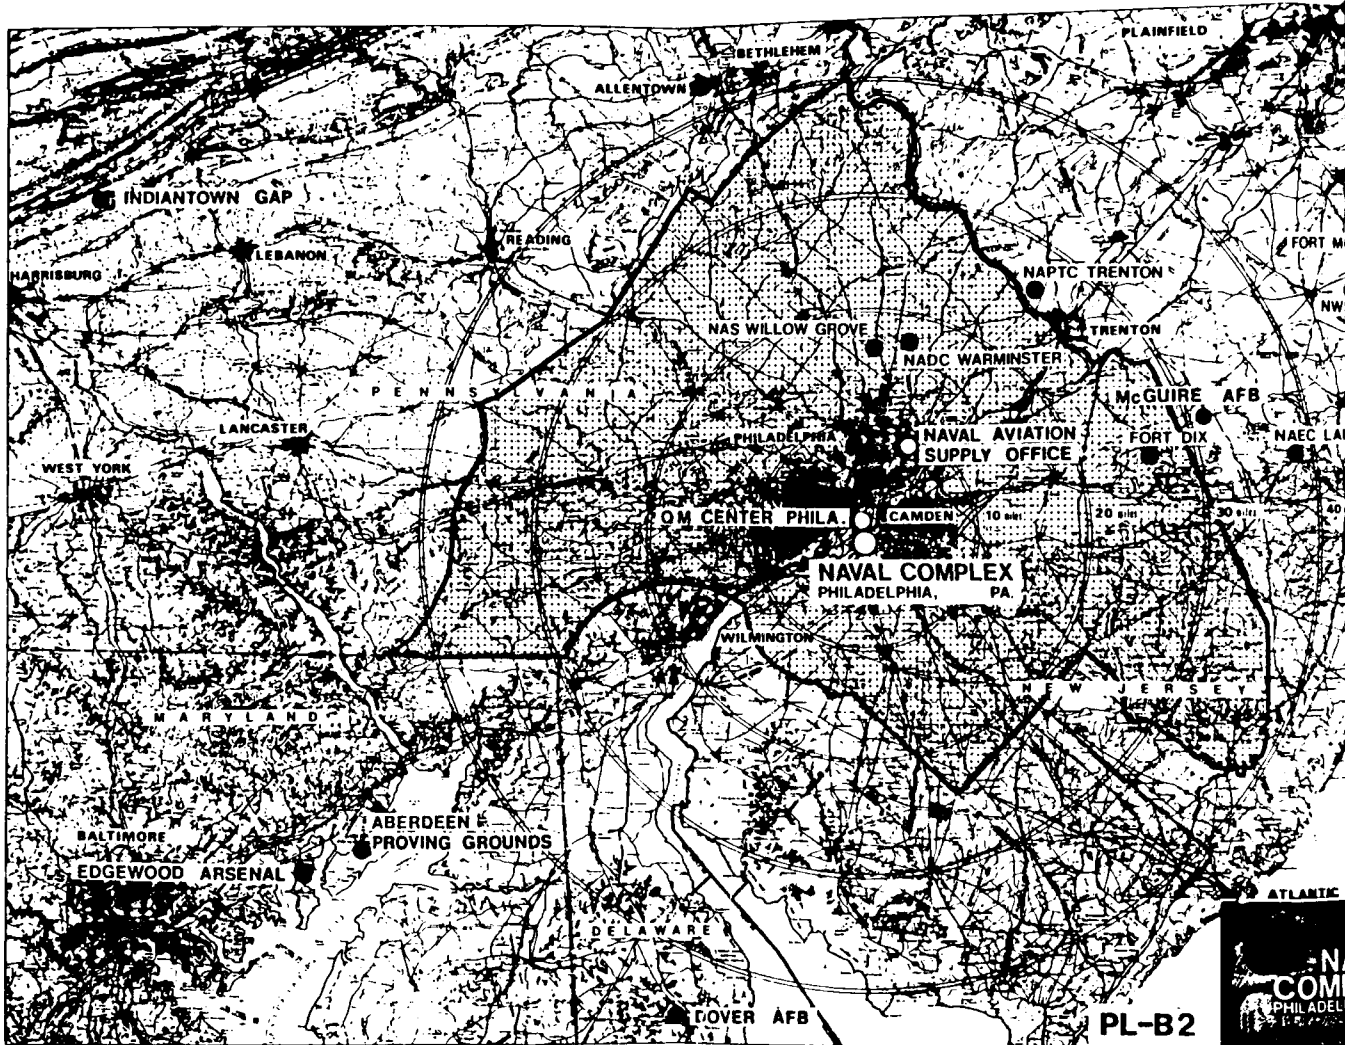 PLAINFIELD
BETHLEHEM
ALLENTOWN
INDIANTOWN GAP
READING
LEBANON
HARRISBURG
FORT
NAPTC TRENTON
NAS WILLOW GROVE
TRENTON
NADC WARMINSTER
PENNSYLVANIA
McGUIRE AFB
LANCASTER
PHILADELPHIA
NAVAL AVIATION
SUPPLY OFFICE
FORT DIX
NAEC
WEST YORK
QM CENTER PHILA.
CAMDEN
10 MILES
20 MILES
30 MILES
40
NAVAL COMPLEX
PHILADELPHIA, PA.
WILMINGTON
NEW JERSEY
MARYLAND
ABERDEEN
PROVING GROUNDS
BALTIMORE
EDGEWOOD ARSENAL
ATLANTIC
DELAWARE
DOVER AFB
PL-B2